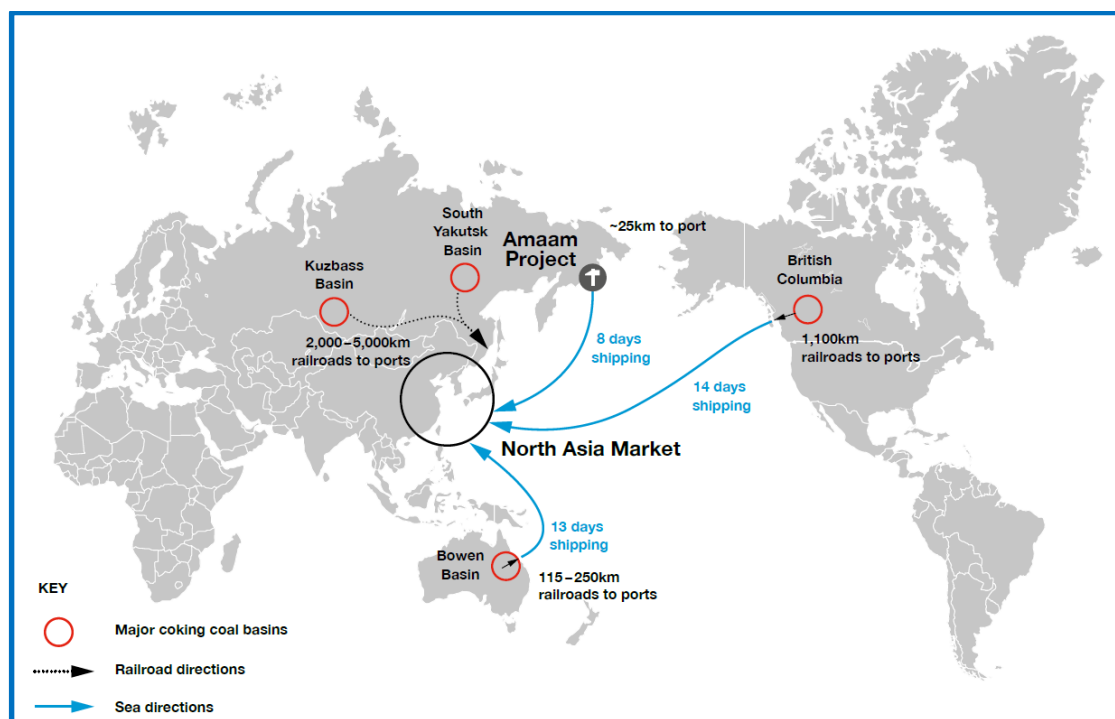 South
Yakutsk
Basin
Amaam
Project
~25km to port
Kuzbass
Basin
British
Columbia
2,000–5,000km
railroads to ports
8 days
shipping
1,100km
railroads to ports
14 days
shipping
North Asia Market
13 days
shipping
Bowen
Basin
115–250km
railroads to ports
KEY
Major coking coal basins
Railroad directions
Sea directions